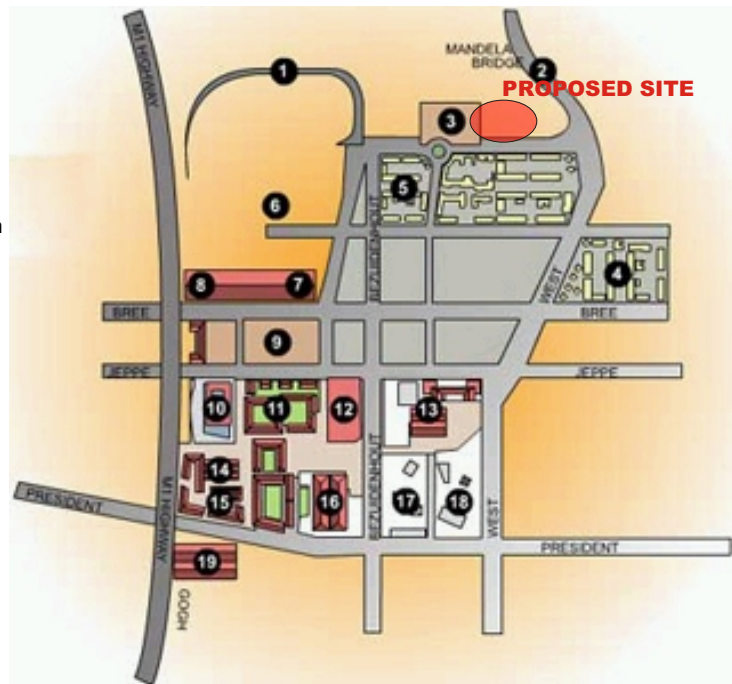 MANDELA
BRIDGE
2
PROPOSED SITE
M1 HIGHWAY
1
3
5
6
n
BEZUIDENHOUT
4
WEST
8
7
BREE
BREE
9
JEPPE
JEPPE
10
11
12
13
BEZUIDENHOUT
14
15
16
17
18
WEST
M1 HIGHWAY
PRESIDENT
PRESIDENT
19
GOGH